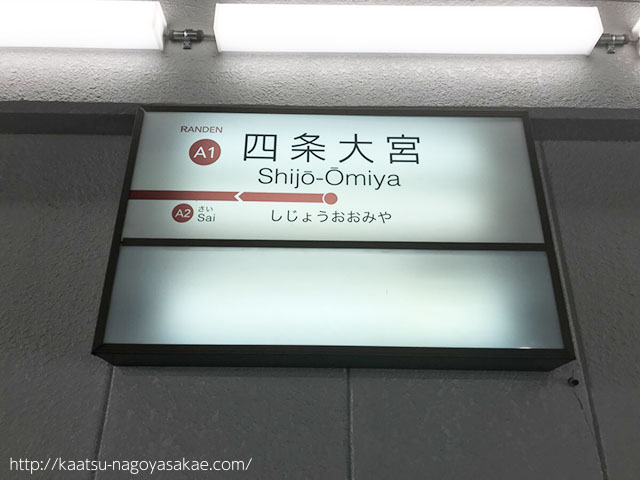 RANDEN
A1
四条大宮
Shijō-Ōmiya
A2
さい
Sai
しじょうおおみや
http://kaatsu-nagoyasakae.com/